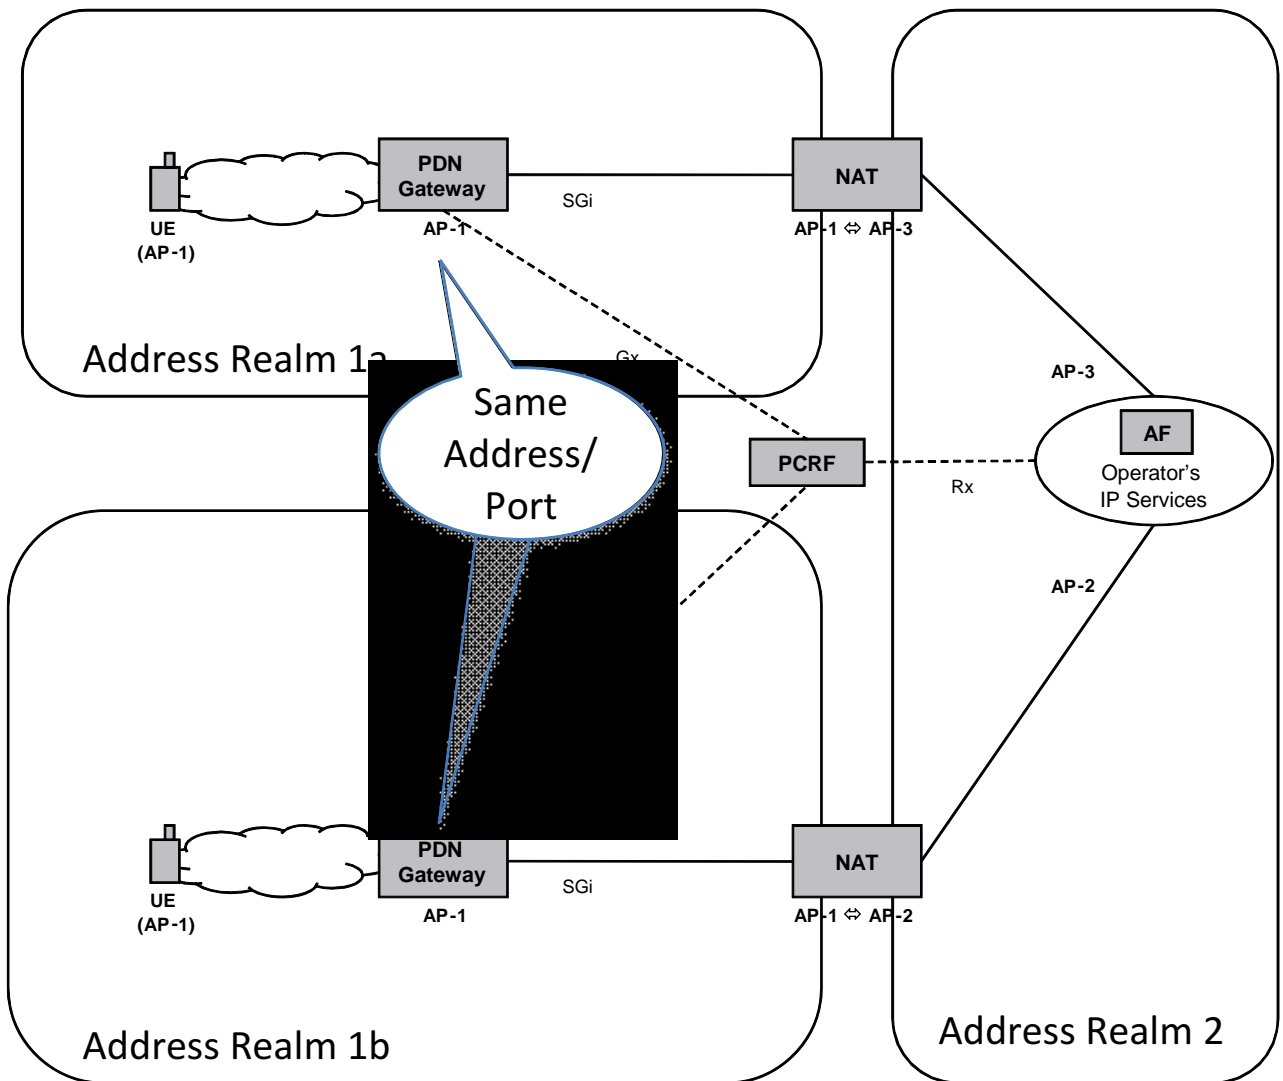 PDN
Gateway
NAT
SGi
UE
(AP-1)
AP-1
AP-1 ⇔ AP-3
Address Realm 1a
Gx
AP-3
Same
Address/
Port
PCRF
Rx
AF
Operator's
IP Services
AP-2
PDN
Gateway
NAT
SGi
UE
(AP-1)
AP-1
AP-1 ⇔ AP-2
Address Realm 1b
Address Realm 2